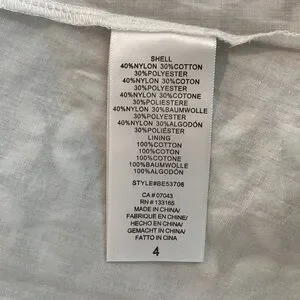 SHELL
40%NYLON 30%COTTON
30%POLYESTER
40%NYLON 30%COTON
30%POLYESTER
40%NYLON 30%COTONE
30%POLIESTERE
40%NYLON 30%BAUMWOLLE
30%POLYESTER
40%NYLON 30%ALGODÓN
30%POLIÉSTER
LINING
100%COTTON
100%COTON
100%COTONE
100%BAUMWOLLE
100%ALGODÓN
STYLE#BE53706
CA # 07043
RN # 133165
MADE IN CHINA/
FABRIQUE EN CHINE/
HECHO EN CHINA/
GEMACHT IN CHINA/
FATTO IN CINA
4